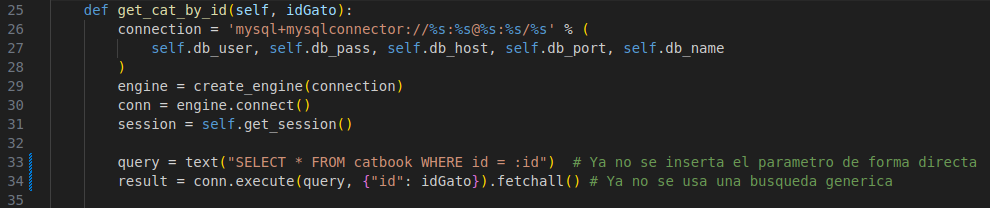 25 def get_cat_by_id(self, idGato):
26 connection = 'mysql+mysqlconnector://%s:%s@%s:%s/%s' % (
27 self.db_user, self.db_pass, self.db_host, self.db_port, self.db_name
28 )
29 engine = create_engine(connection)
30 conn = engine.connect()
31 session = self.get_session()
32
33 query = text("SELECT * FROM catbook WHERE id = :id")  # Ya no se inserta el parametro de forma directa
34 result = conn.execute(query, {"id": idGato}).fetchall() # Ya no se usa una busqueda generica
35